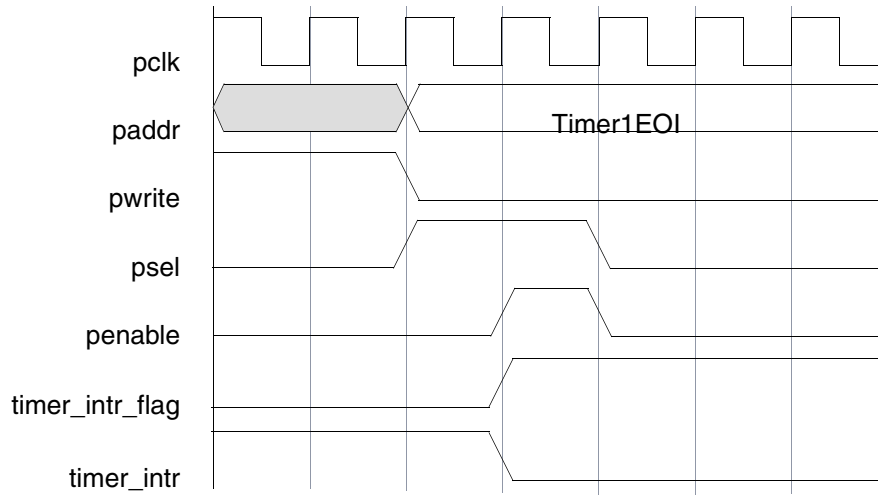 pclk
paddr
Timer1EOI
pwrite
psel
penable
timer_intr_flag
timer_intr